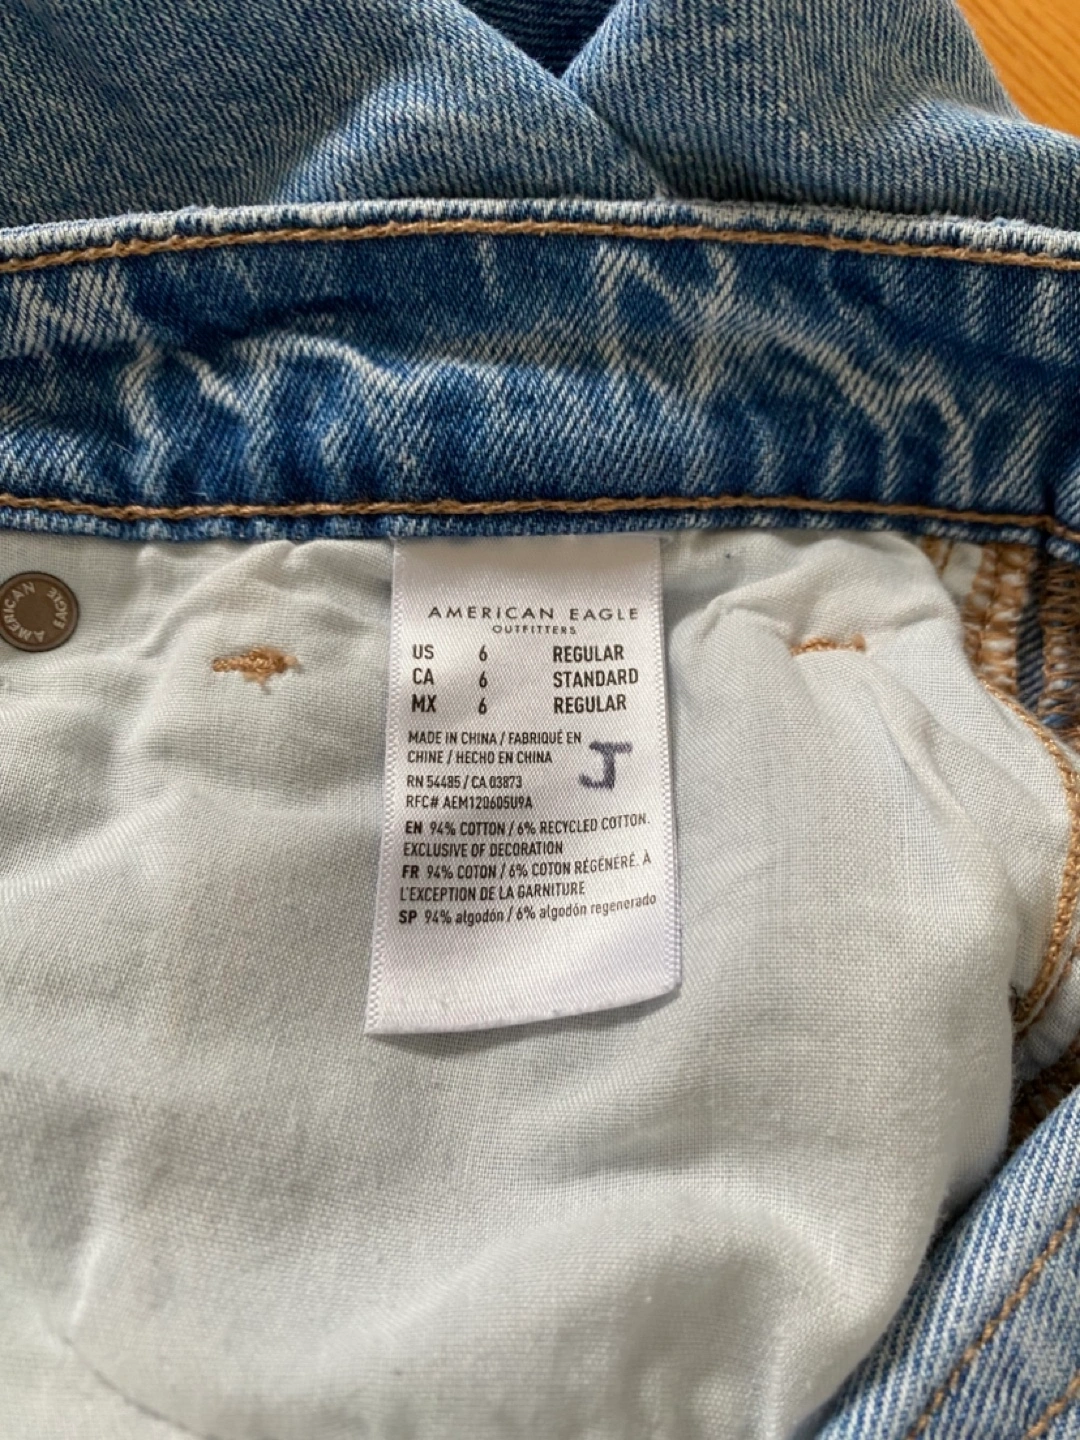 AMERICAN EAGLE
AMERICAN EAGLE
OUTFITTERS
US 6 REGULAR
CA 6 STANDARD
MX 6 REGULAR
MADE IN CHINA / FABRIQUÉ EN
CHINE / HECHO EN CHINA
J
RN 54485 / CA 03873
RFC# AEM120605U9A
EN 94% COTTON / 6% RECYCLED COTTON.
EXCLUSIVE OF DECORATION
FR 94% COTON / 6% COTON RÉGÉNÉRÉ. À
L'EXCEPTION DE LA GARNITURE
SP 94% algodón / 6% algodón regenerado